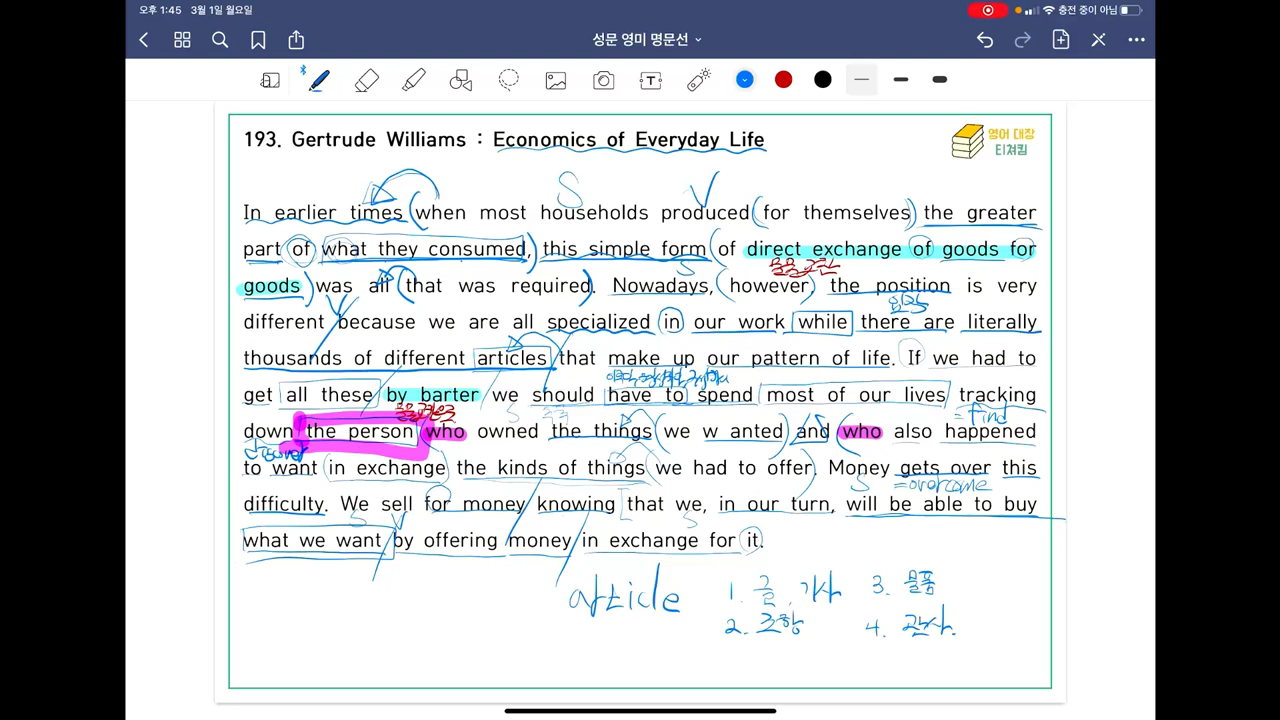 오후 1:45 3월 1일 월요일
충전 중이 아님
성문 영미 명문선
193. Gertrude Williams : Economics of Everyday Life
영어 대장
티쳐킴
S V
In earlier times (when most households produced (for themselves) the greater
part of what they consumed,) this simple form (of direct exchange of goods for
물물교환
S
goods) was all (that was required). Nowadays, (however) the position is very
V
different because we are all specialized in our work while there are literally
thousands of different articles that make up our pattern of life. If we had to
get all these by barter we should have to spend most of our lives tracking
S
= find
down the person (who owned the things (we w anted) and (who also happened
discover
to want (in exchange) the kinds of things (we had to offer). Money gets over this
S =overcome
difficulty. We sell for money knowing [that we, in our turn, will be able to buy
S V S
what we want by offering money in exchange for it.
article 1. 글, 기사 3. 물품
2. 조항 4. 관사.